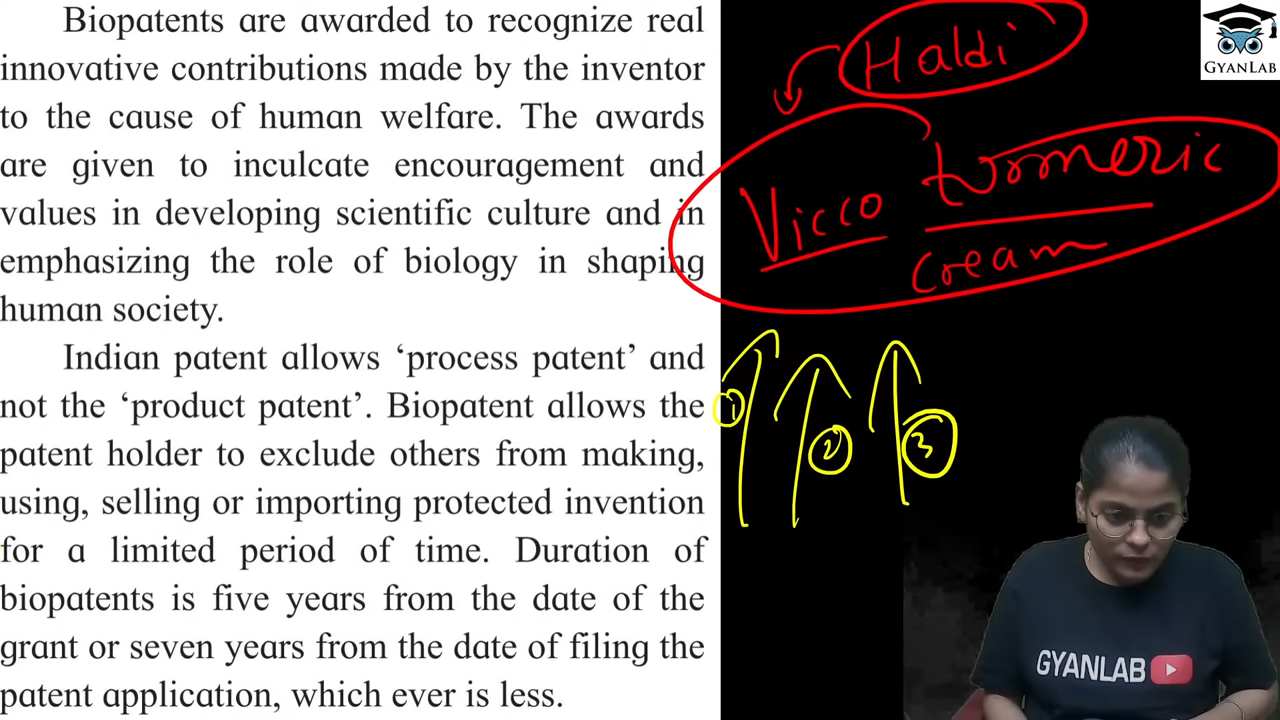 Biopatents are awarded to recognize real
innovative contributions made by the inventor
to the cause of human welfare. The awards
are given to inculcate encouragement and
values in developing scientific culture and in
emphasizing the role of biology in shaping
human society.
Indian patent allows ‘process patent’ and
not the ‘product patent’. Biopatent allows the
patent holder to exclude others from making,
using, selling or importing protected invention
for a limited period of time. Duration of
biopatents is five years from the date of the
grant or seven years from the date of filing the
patent application, which ever is less.
Haldi
Vicco turmeric
cream
1 2 3
GYANLAB
GYANLAB